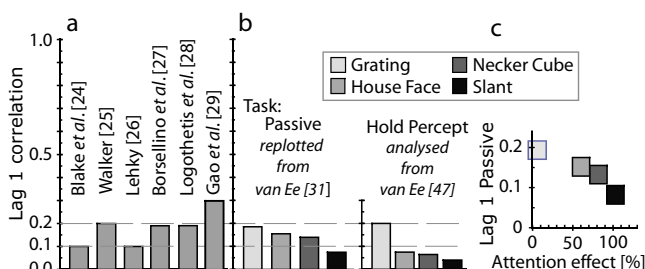 a
b
c
Lag 1 correlation
1.0
0.5
0.2
0.1
0.0
Blake et al. [24]
Walker [25]
Lehky [26]
Borsellino et al. [27]
Logothetis et al. [28]
Gao et al. [29]
Grating
Necker Cube
House Face
Slant
Task:
Passive
replotted
from
van Ee [31]
Hold Percept
analysed
from
van Ee [47]
Lag 1 Passive
0.2
0.1
0
0
50
100
Attention effect [%]